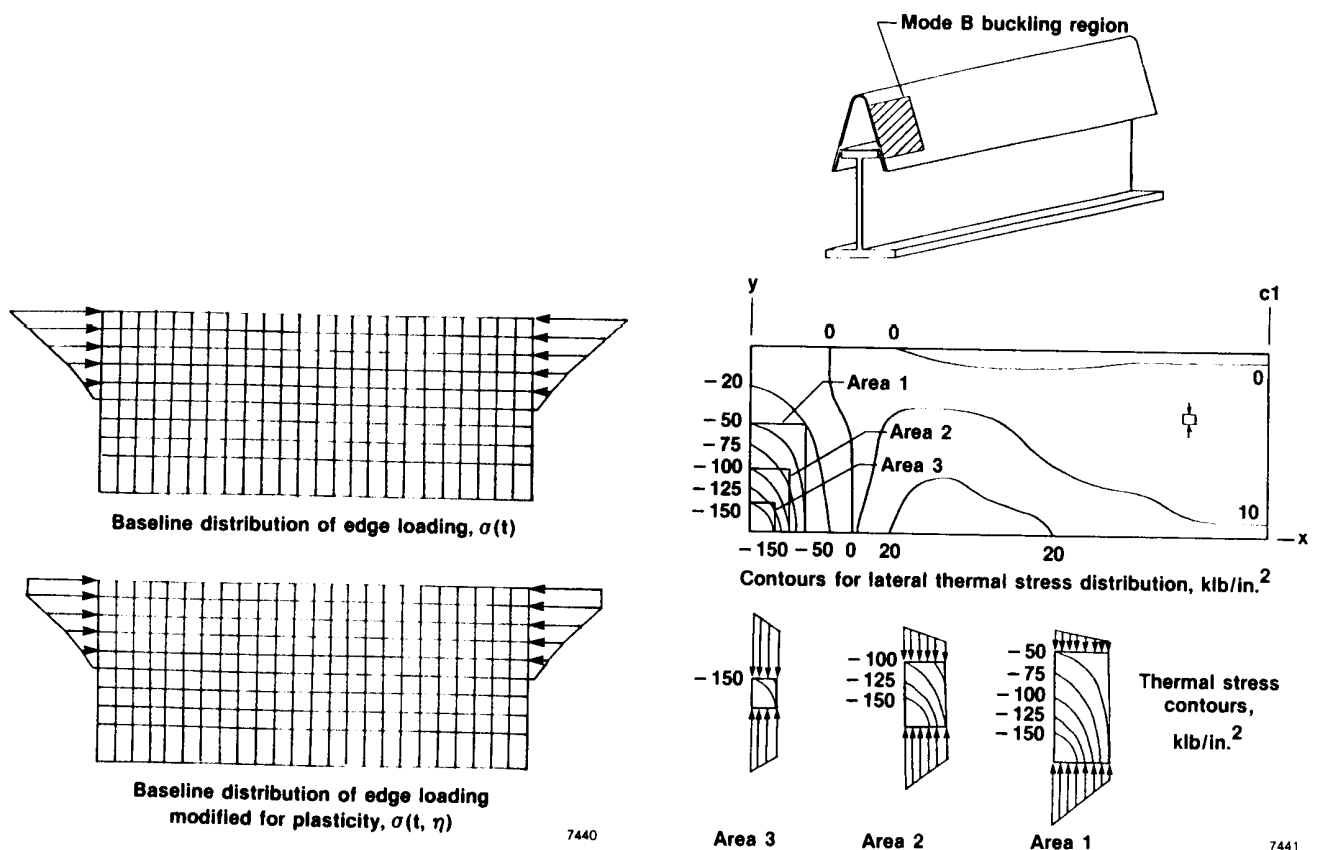 Baseline distribution of edge loading, σ(t)
Baseline distribution of edge loading
modified for plasticity, σ(t, η)
7440
Mode B buckling region
y
c1
0 0
0
-20
Area 1
-50
Area 2
-75
-100
Area 3
-125
-150
10
x
-150 -50 0 20 20
Contours for lateral thermal stress distribution, klb/in.²
-150
-100
-125
-150
-50
-75
-100
-125
-150
Thermal stress
contours,
klb/in.²
Area 3
Area 2
Area 1
7441